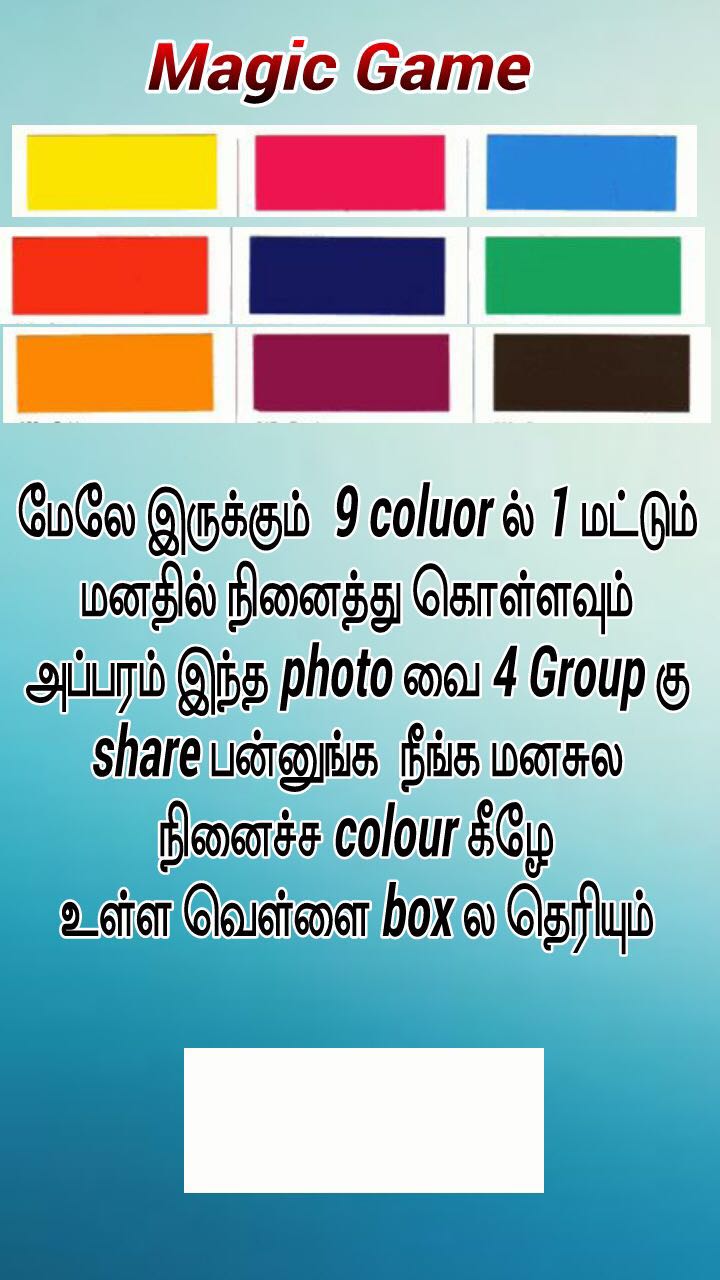 Magic Game
மேலே இருக்கும் 9 coluor ல் 1 மட்டும்
மனதில் நினைத்து கொள்ளவும்
அப்பரம் இந்த photo வை 4 Group கு
share பன்னுங்க நீங்க மனசுல
நினைச்ச colour கீழே
உள்ள வெள்ளை box ல தெரியும்